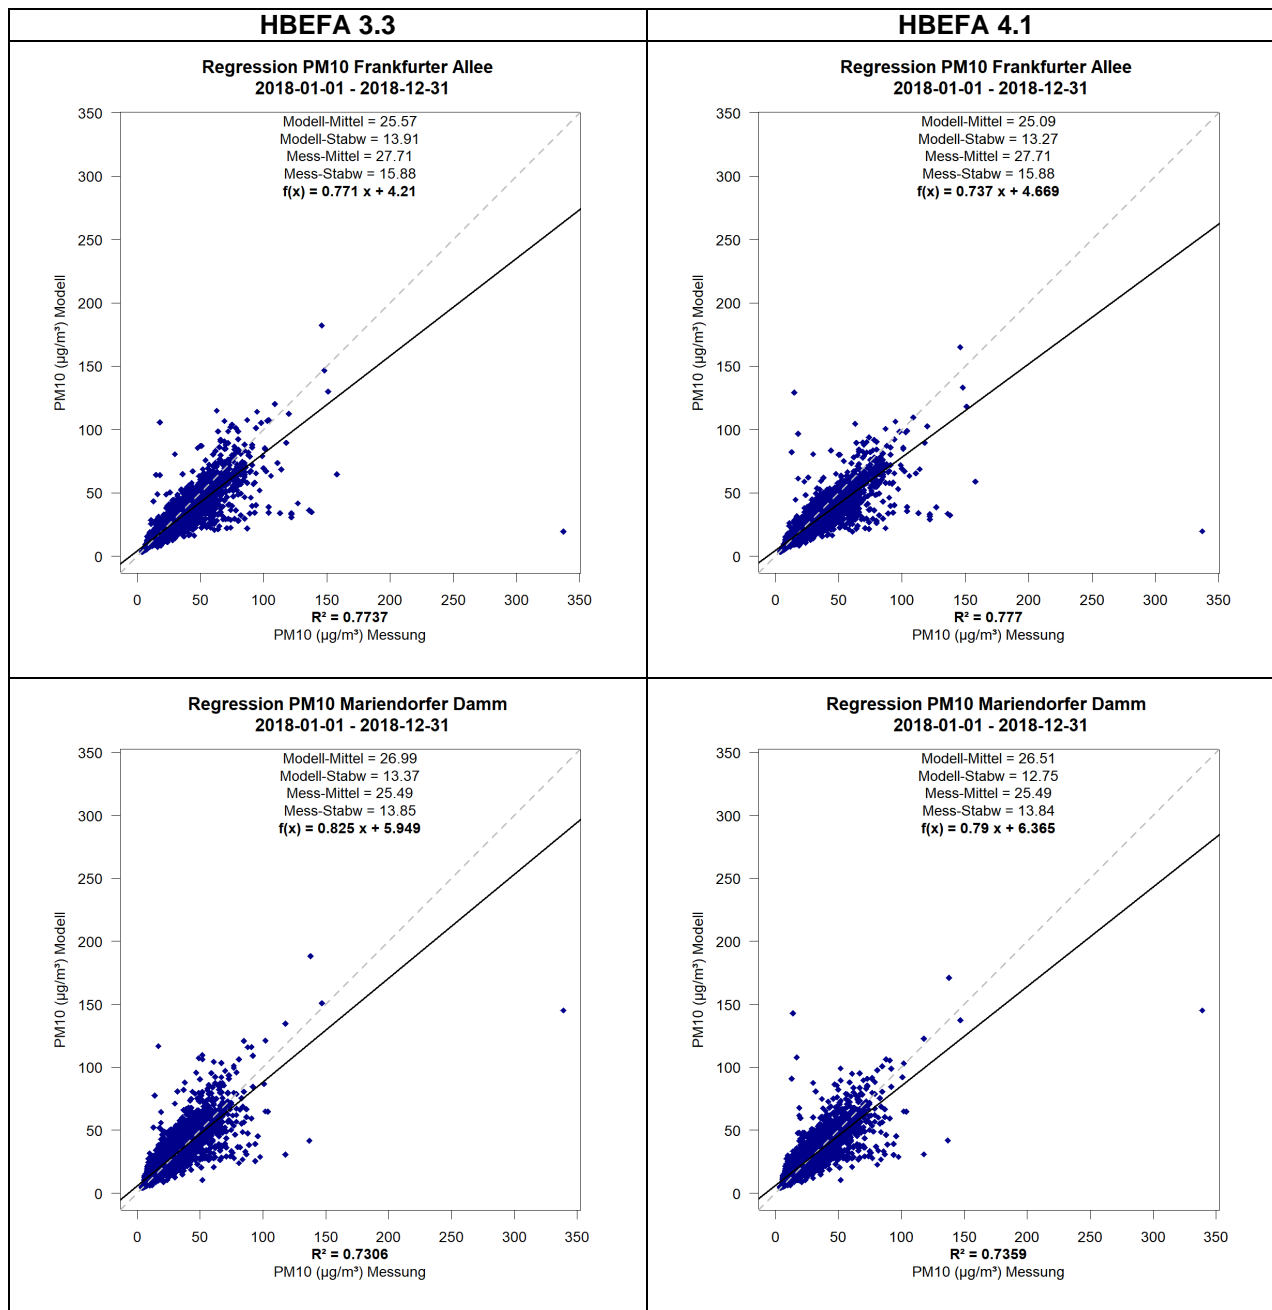 HBEFA 3.3
HBEFA 4.1
Regression PM10 Frankfurter Allee
2018-01-01 - 2018-12-31
Modell-Mittel = 25.57
Modell-Stabw = 13.91
Mess-Mittel = 27.71
Mess-Stabw = 15.88
f(x) = 0.771 x + 4.21
350
300
250
200
150
100
50
0
PM10 (µg/m³) Modell
0 50 100 150 200 250 300 350
R² = 0.7737
PM10 (µg/m³) Messung
Regression PM10 Frankfurter Allee
2018-01-01 - 2018-12-31
Modell-Mittel = 25.09
Modell-Stabw = 13.27
Mess-Mittel = 27.71
Mess-Stabw = 15.88
f(x) = 0.737 x + 4.669
350
300
250
200
150
100
50
0
PM10 (µg/m³) Modell
0 50 100 150 200 250 300 350
R² = 0.777
PM10 (µg/m³) Messung
Regression PM10 Mariendorfer Damm
2018-01-01 - 2018-12-31
Modell-Mittel = 26.99
Modell-Stabw = 13.37
Mess-Mittel = 25.49
Mess-Stabw = 13.85
f(x) = 0.825 x + 5.949
350
300
250
200
150
100
50
0
PM10 (µg/m³) Modell
0 50 100 150 200 250 300 350
R² = 0.7306
PM10 (µg/m³) Messung
Regression PM10 Mariendorfer Damm
2018-01-01 - 2018-12-31
Modell-Mittel = 26.51
Modell-Stabw = 12.75
Mess-Mittel = 25.49
Mess-Stabw = 13.84
f(x) = 0.79 x + 6.365
350
300
250
200
150
100
50
0
PM10 (µg/m³) Modell
0 50 100 150 200 250 300 350
R² = 0.7359
PM10 (µg/m³) Messung